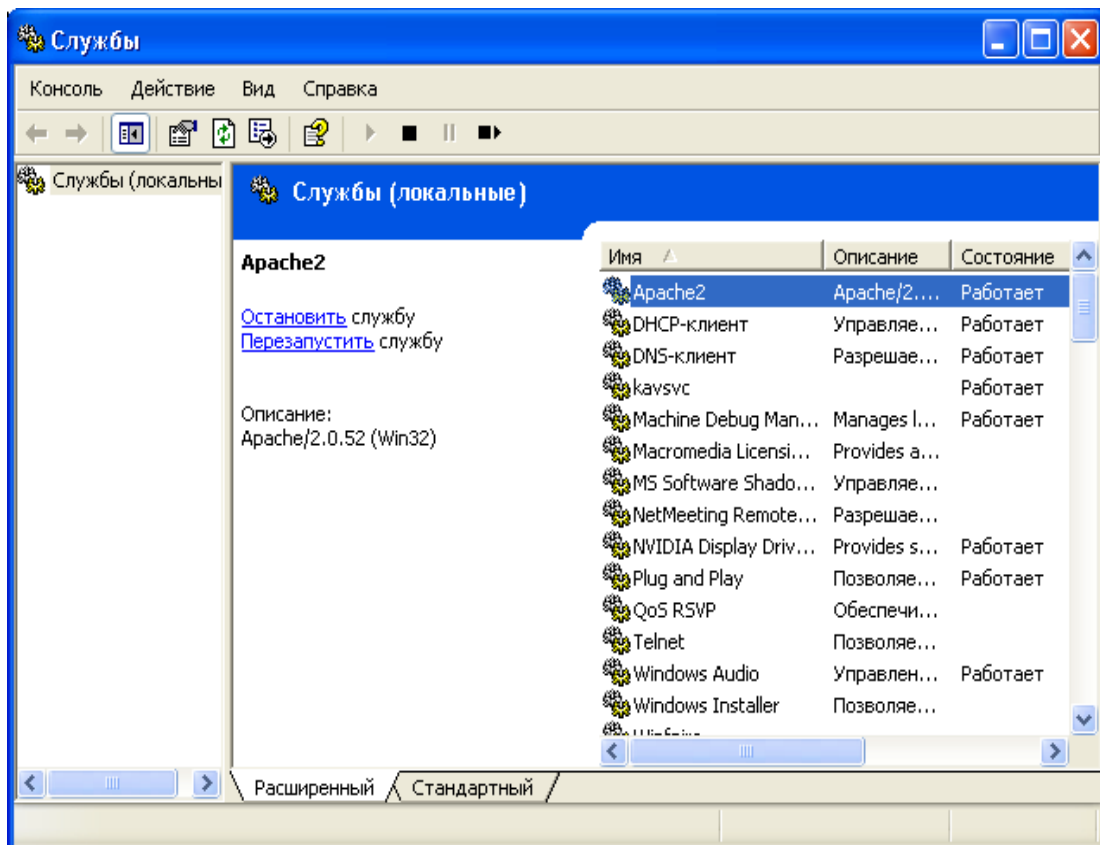 Службы
Консоль Действие Вид Справка
Службы (локальны
Службы (локальные)
Apache2
Остановить службу
Перезапустить службу
Описание:
Apache/2.0.52 (Win32)
Имя Описание Состояние
Apache2 Apache/2.... Работает
DHCP-клиент Управляе... Работает
DNS-клиент Разрешае... Работает
kavsvc Работает
Machine Debug Man... Manages l... Работает
Macromedia Licensi... Provides a...
MS Software Shado... Управляе...
NetMeeting Remote... Разрешае...
NVIDIA Display Driv... Provides s... Работает
Plug and Play Позволяе... Работает
QoS RSVP Обеспечи...
Telnet Позволяе...
Windows Audio Управлен... Работает
Windows Installer Позволяе...
Расширенный Стандартный